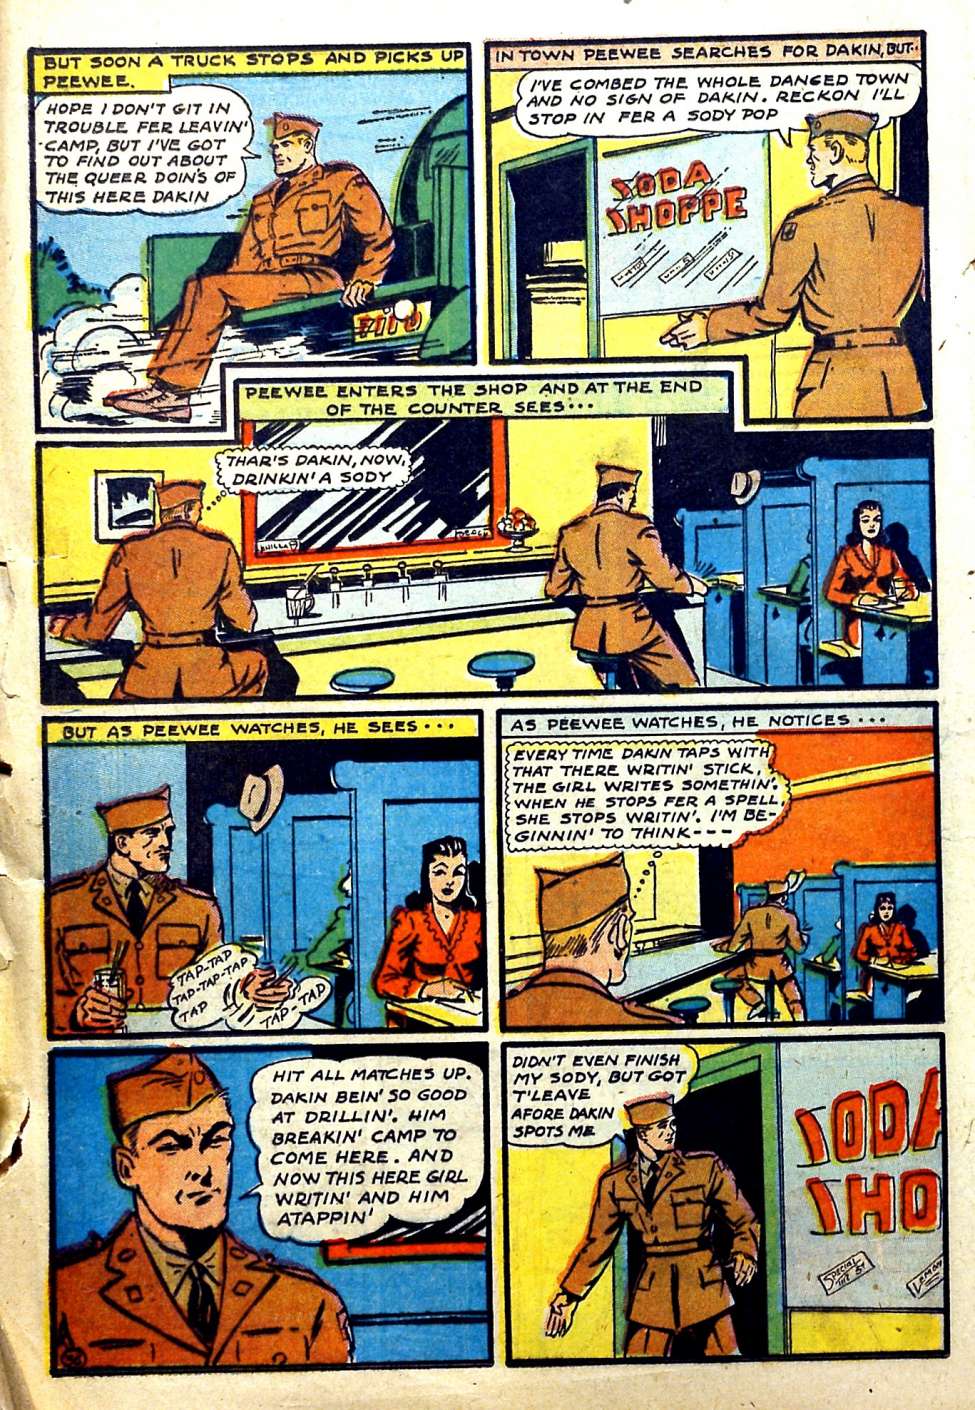 BUT SOON A TRUCK STOPS AND PICKS UP
PEEWEE.
HOPE I DON'T GIT IN
TROUBLE FER LEAVIN'
CAMP, BUT I'VE GOT
TO FIND OUT ABOUT
THE QUEER DOIN'S OF
THIS HERE DAKIN
IN TOWN PEEWEE SEARCHES FOR DAKIN, BUT..
I'VE COMBED THE WHOLE DANGED TOWN
AND NO SIGN OF DAKIN. RECKON I'LL
STOP IN FER A SODY POP
SODA
SHOPPE
PEEWEE ENTERS THE SHOP AND AT THE END
OF THE COUNTER SEES...
THAR'S DAKIN, NOW,
DRINKIN' A SODY
BUT AS PEEWEE WATCHES, HE SEES...
TAP-TAP
TAP-TAP-TAP
TAP
TAP-TAP
AS PEEWEE WATCHES, HE NOTICES...
EVERY TIME DAKIN TAPS WITH
THAT THERE WRITIN' STICK,
THE GIRL WRITES SOMETHIN'.
WHEN HE STOPS FER A SPELL,
SHE STOPS WRITIN'. I'M BE-
GINNIN' TO THINK---
HIT ALL MATCHES UP.
DAKIN BEIN' SO GOOD
AT DRILLIN'. HIM
BREAKIN' CAMP TO
COME HERE. AND
NOW THIS HERE GIRL
WRITIN' AND HIM
ATAPPIN'
DIDN'T EVEN FINISH
MY SODY, BUT GOT
T'LEAVE
AFORE DAKIN
SPOTS ME
SODA
SHO
SPECIAL
LEMON